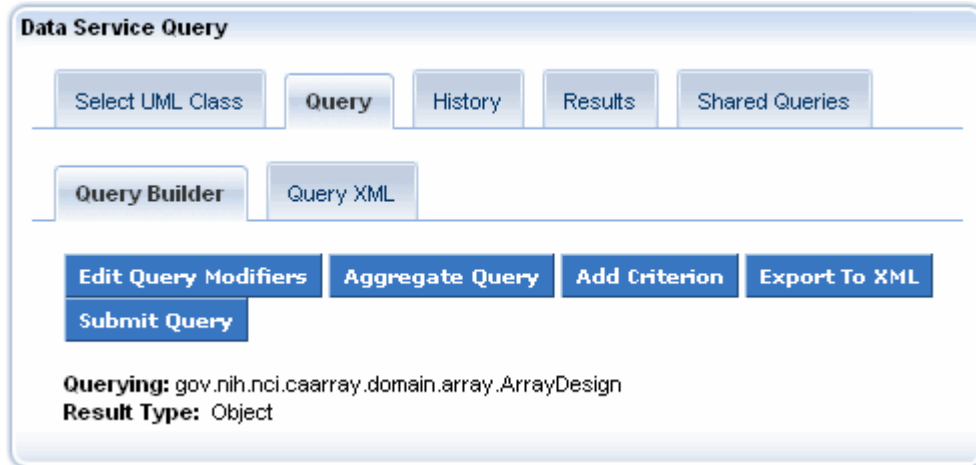 Data Service Query
Select UML Class Query History Results Shared Queries
Query Builder Query XML
Edit Query Modifiers Aggregate Query Add Criterion Export To XML
Submit Query
Querying: gov.nih.nci.caarray.domain.array.ArrayDesign
Result Type: Object